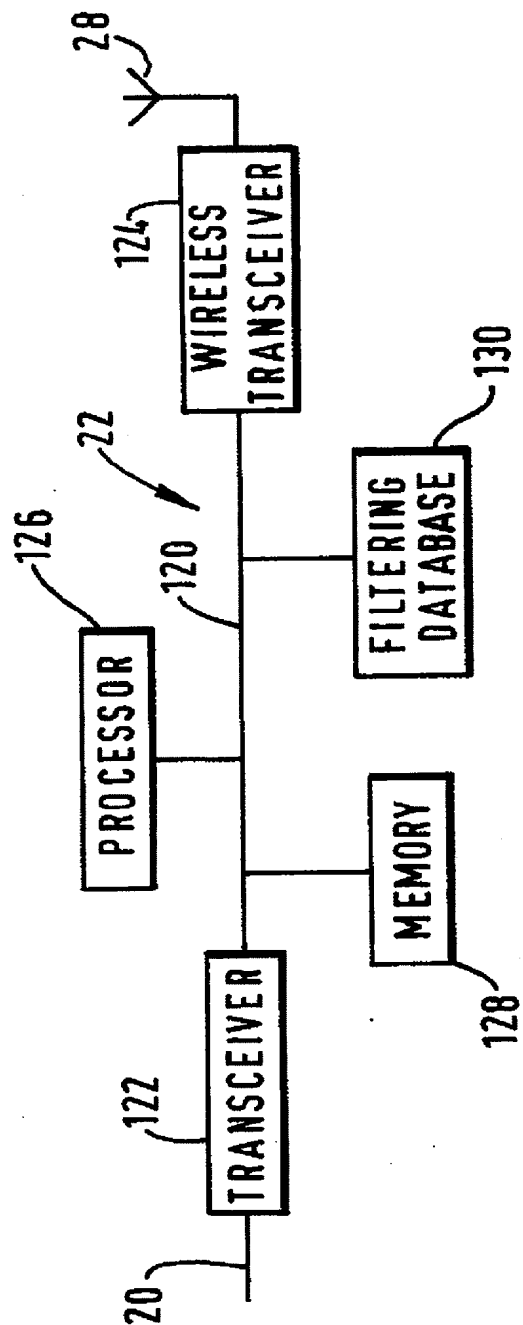 20
122
TRANSCEIVER
126
PROCESSOR
120
22
124
WIRELESS
TRANSCEIVER
28
128
MEMORY
130
FILTERING
DATABASE